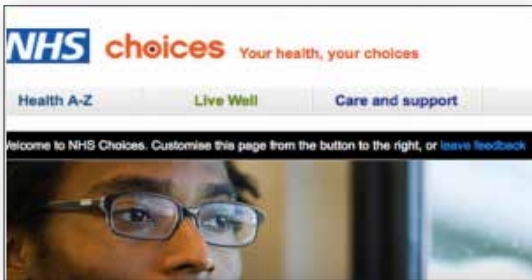 NHS choices Your health, your choices
Health A-Z Live Well Care and support
Welcome to NHS Choices. Customise this page from the button to the right, or leave feedback